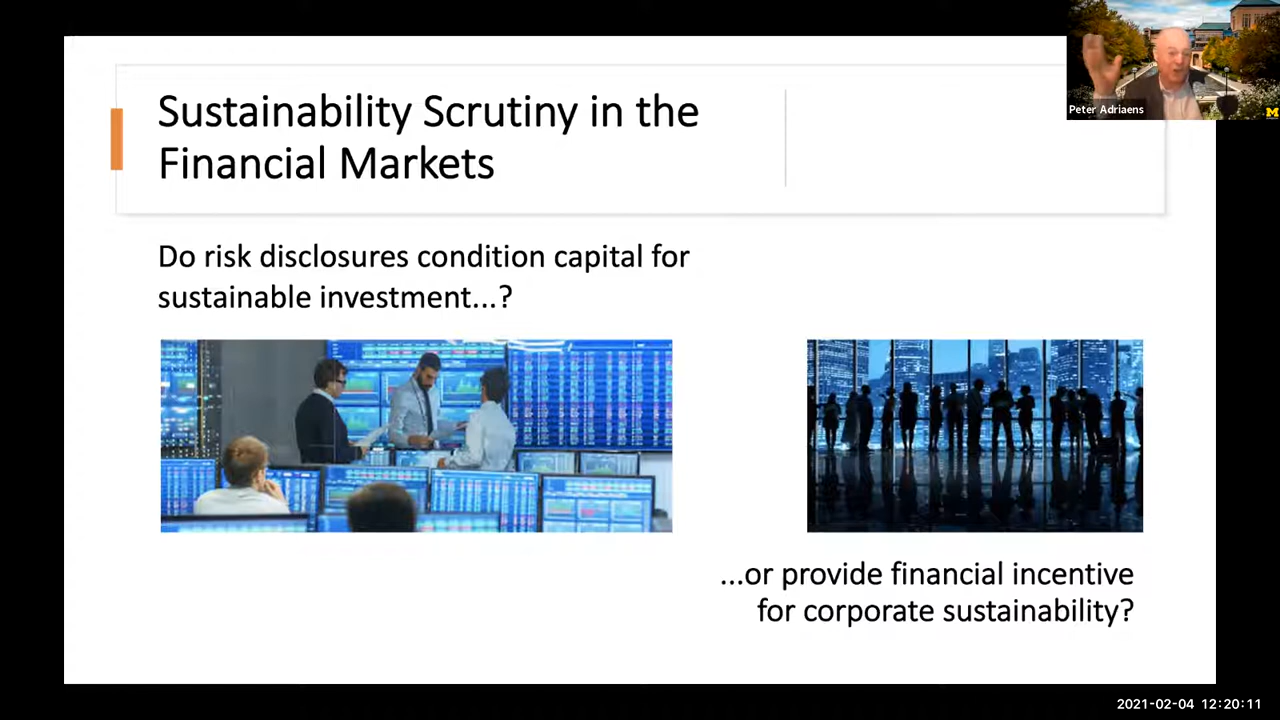 Sustainability Scrutiny in the
Financial Markets
Peter Adriaens
M
Do risk disclosures condition capital for
sustainable investment...?
...or provide financial incentive
for corporate sustainability?
2021-02-04 12:20:11